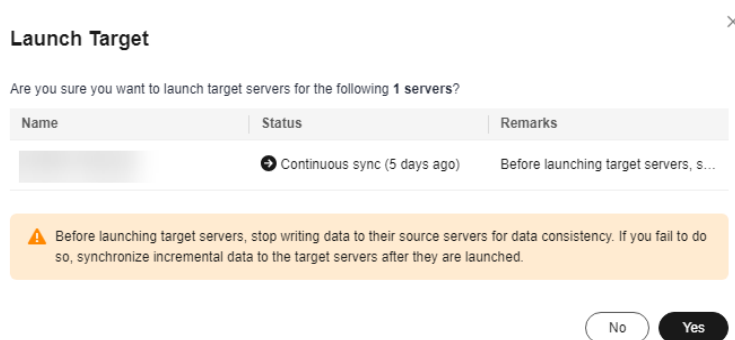 Launch Target
Are you sure you want to launch target servers for the following 1 servers?
Name Status Remarks
Continuous sync (5 days ago) Before launching target servers, s...
Before launching target servers, stop writing data to their source servers for data consistency. If you fail to do
so, synchronize incremental data to the target servers after they are launched.
No Yes